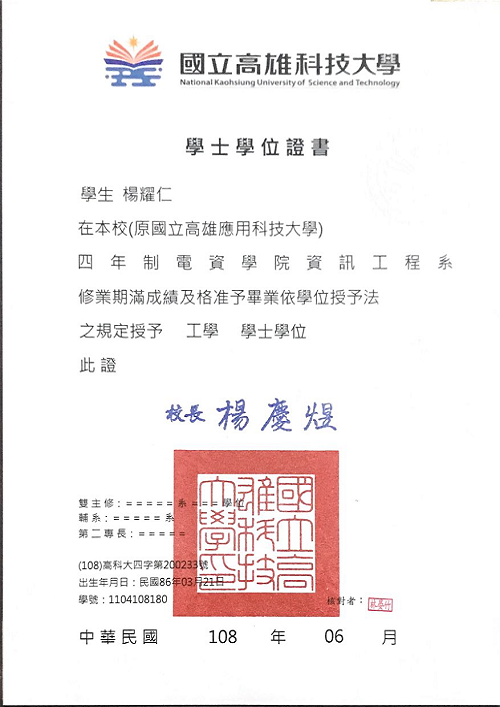 國立高雄科技大學
National Kaohsiung University of Science and Technology
學士學位證書
學生 楊耀仁
在本校(原國立高雄應用科技大學)
四年制電資學院資訊工程系
修業期滿成績及格准予畢業依學位授予法
之規定授予 工學 學士學位
此證
校長 楊慶煜
國立高雄科技大學印
雙主修：===== 系 === 學位
輔系：===== 系
第二專長：=====
(108)高科大四字第200233號
出生年月日：民國86年03月21日
學號：1104108180
核對者：
中華民國 108 年 06 月